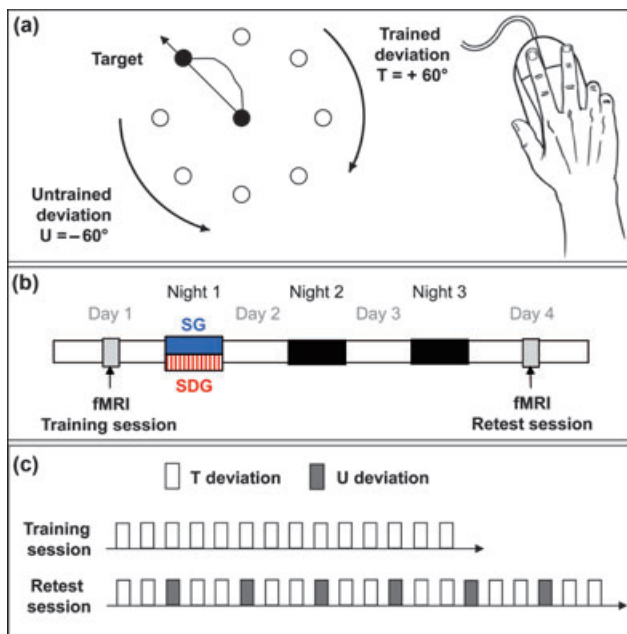 (a)
Target
Trained
deviation
T = + 60°
Untrained
deviation
U = – 60°
(b)
Night 1 Night 2 Night 3
Day 1 Day 2 Day 3 Day 4
SG
SDG
fMRI
Training session
fMRI
Retest session
(c)
T deviation U deviation
Training
session
Retest
session